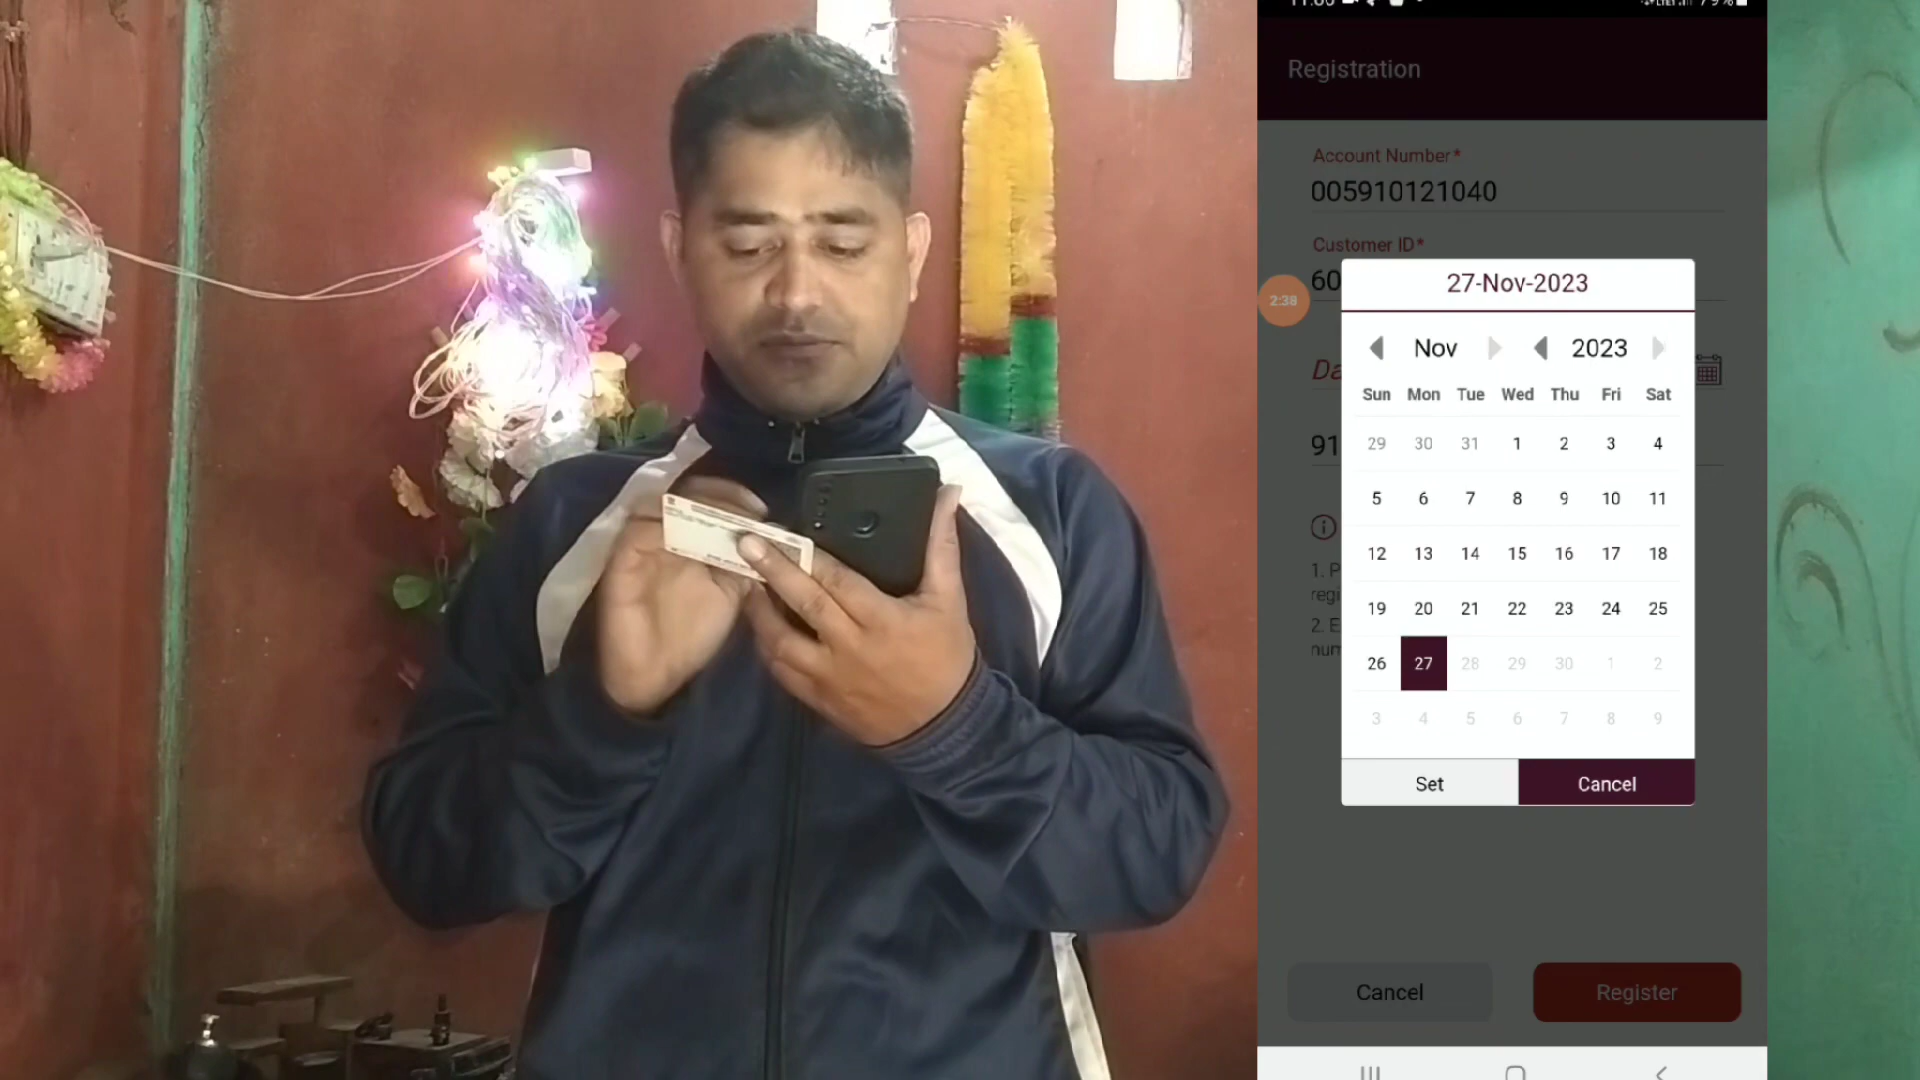 Registration
Account Number*
005910121040
Customer ID*
60
27-Nov-2023
2:38
Nov 2023
Da
Sun Mon Tue Wed Thu Fri Sat
29 30 31 1 2 3 4
91
5 6 7 8 9 10 11
12 13 14 15 16 17 18
1. P
regi
19 20 21 22 23 24 25
2. E
num
26 27 28 29 30 1 2
3 4 5 6 7 8 9
Set Cancel
Cancel Register